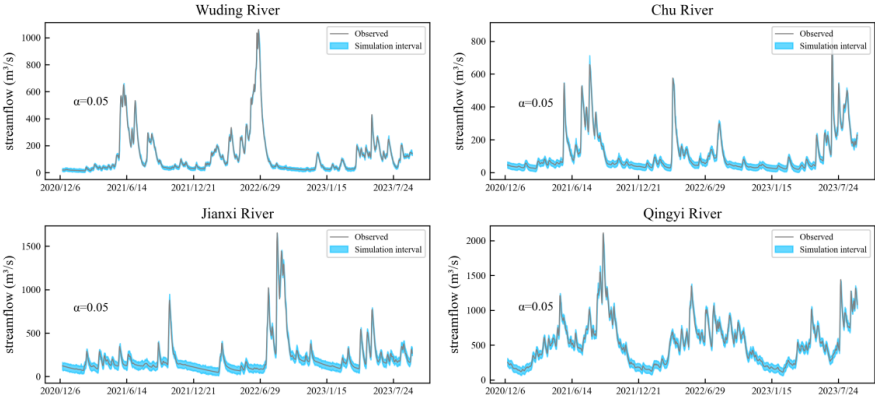 Wuding River
streamflow (m³/s)
1000
800
600
400
200
0
α=0.05
Observed
Simulation interval
2020/12/6 2021/6/14 2021/12/21 2022/6/29 2023/1/15 2023/7/24
Chu River
streamflow (m³/s)
800
600
400
200
0
α=0.05
Observed
Simulation interval
2020/12/6 2021/6/14 2021/12/21 2022/6/29 2023/1/15 2023/7/24
Jianxi River
streamflow (m³/s)
1500
1000
500
0
α=0.05
Observed
Simulation interval
2020/12/6 2021/6/14 2021/12/21 2022/6/29 2023/1/15 2023/7/24
Qingyi River
streamflow (m³/s)
2000
1500
1000
500
0
α=0.05
Observed
Simulation interval
2020/12/6 2021/6/14 2021/12/21 2022/6/29 2023/1/15 2023/7/24